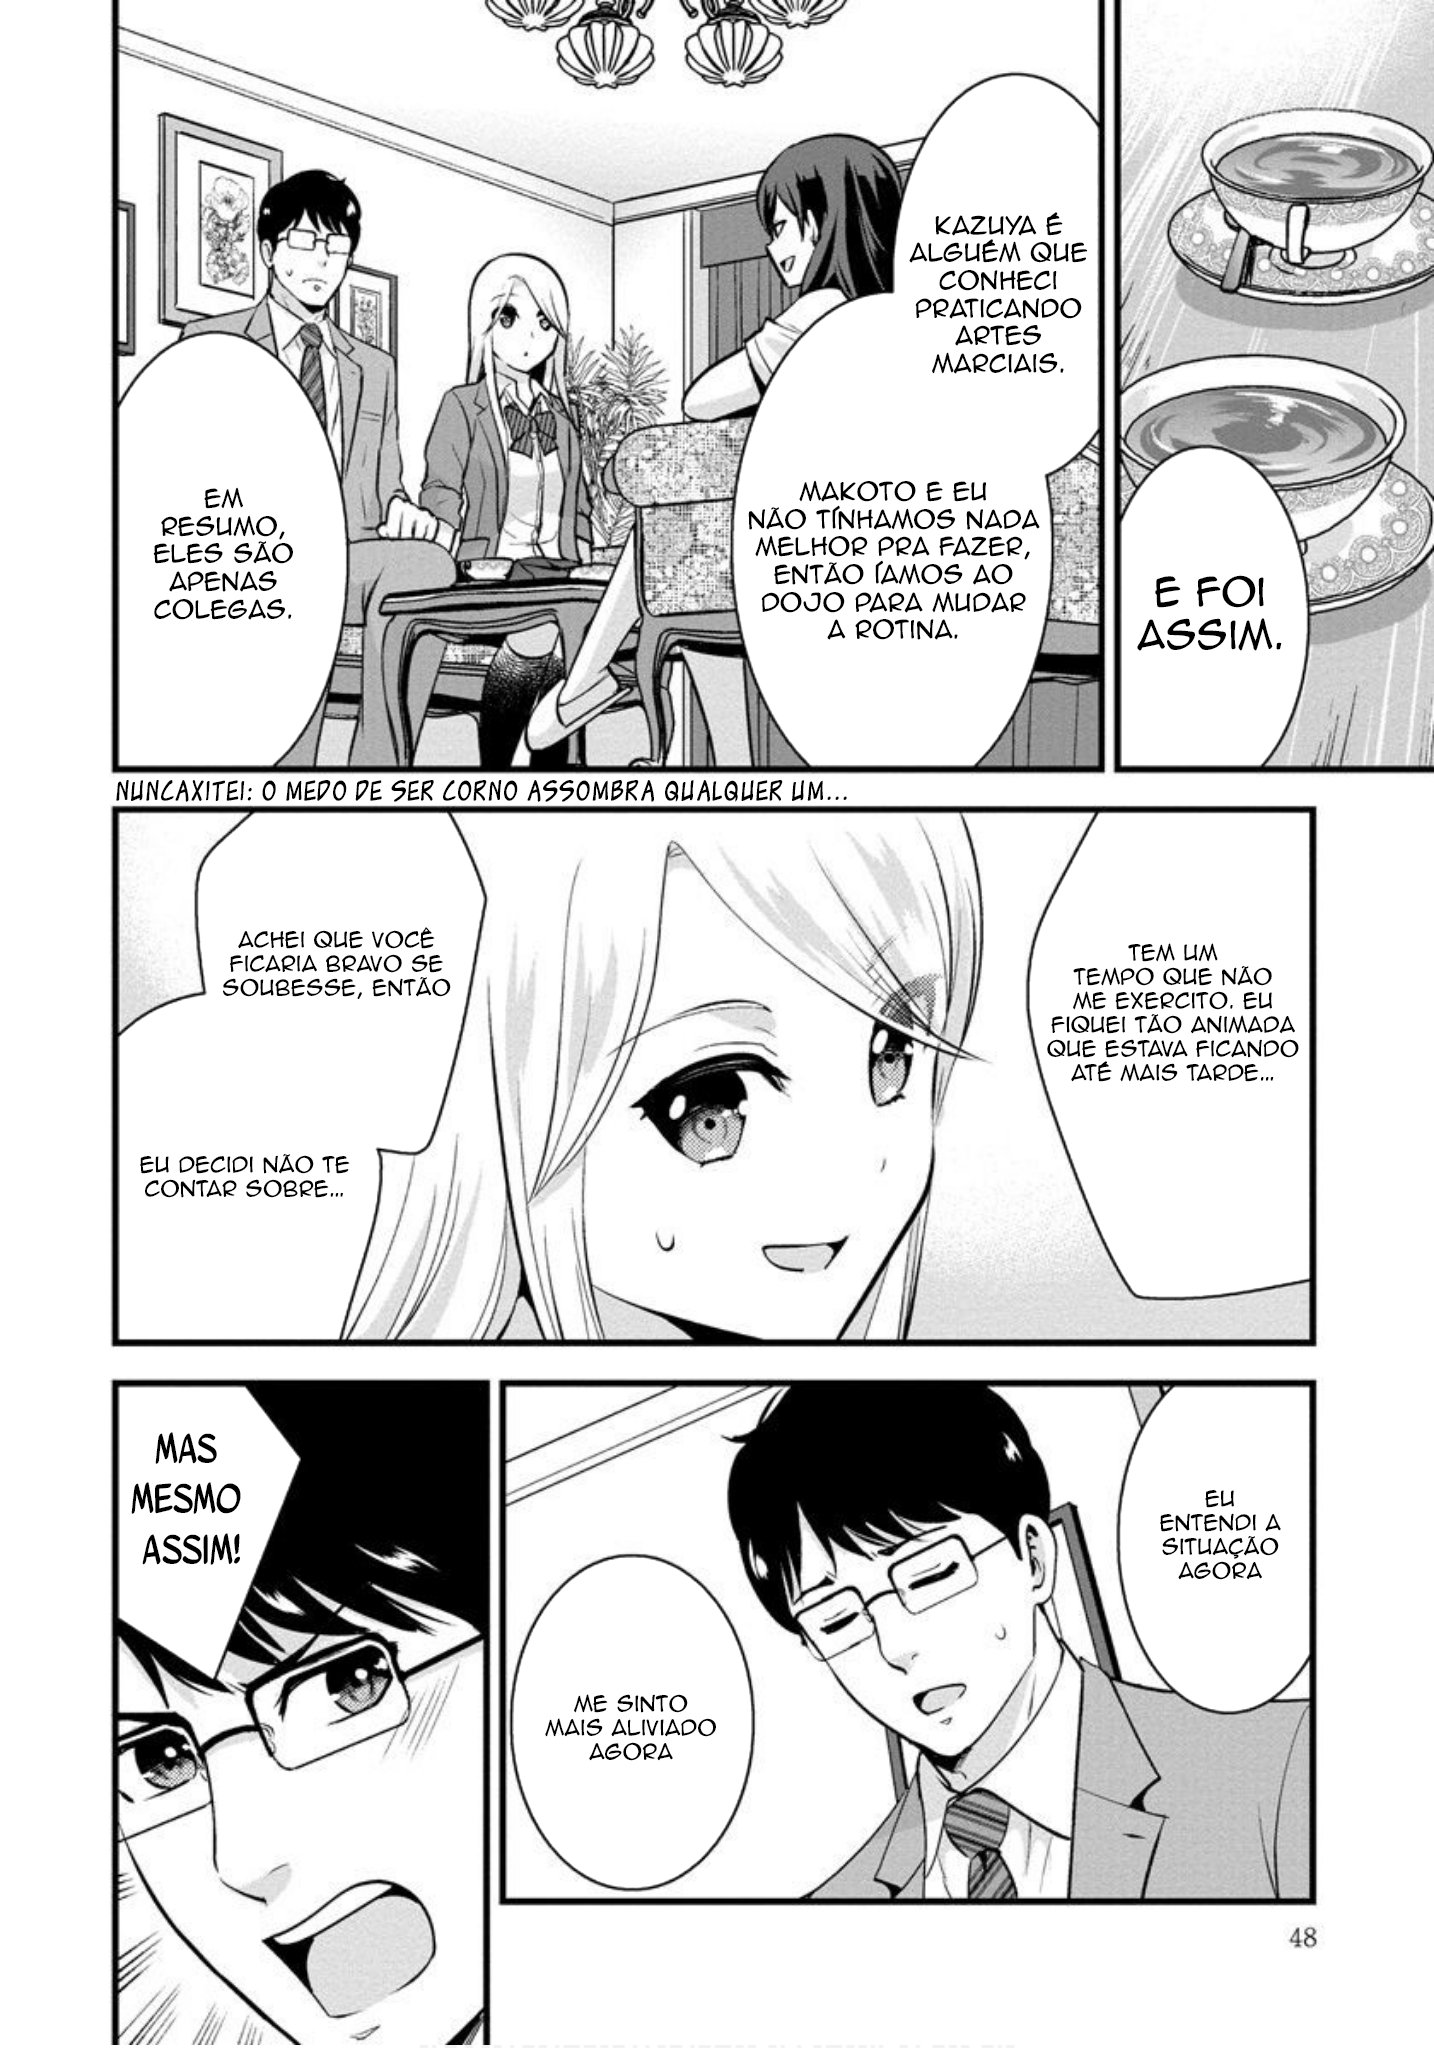 E FOI
ASSIM.
KAZUYA É
ALGUÉM QUE
CONHECI
PRATICANDO
ARTES
MARCIAIS.
MAKOTO E EU
NÃO TÍNHAMOS NADA
MELHOR PRA FAZER,
ENTÃO ÍAMOS AO
DOJO PARA MUDAR
A ROTINA.
EM
RESUMO,
ELES SÃO
APENAS
COLEGAS.
NUNCAXITEI: O MEDO DE SER CORNO ASSOMBRA QUALQUER UM...
TEM UM
TEMPO QUE NÃO
ME EXERCITO. EU
FIQUEI TÃO ANIMADA
QUE ESTAVA FICANDO
ATÉ MAIS TARDE...
ACHEI QUE VOCÊ
FICARIA BRAVO SE
SOUBESSE, ENTÃO
EU DECIDI NÃO TE
CONTAR SOBRE...
EU
ENTENDI A
SITUAÇÃO
AGORA
ME SINTO
MAIS ALIVIADO
AGORA
MAS
MESMO
ASSIM!
48